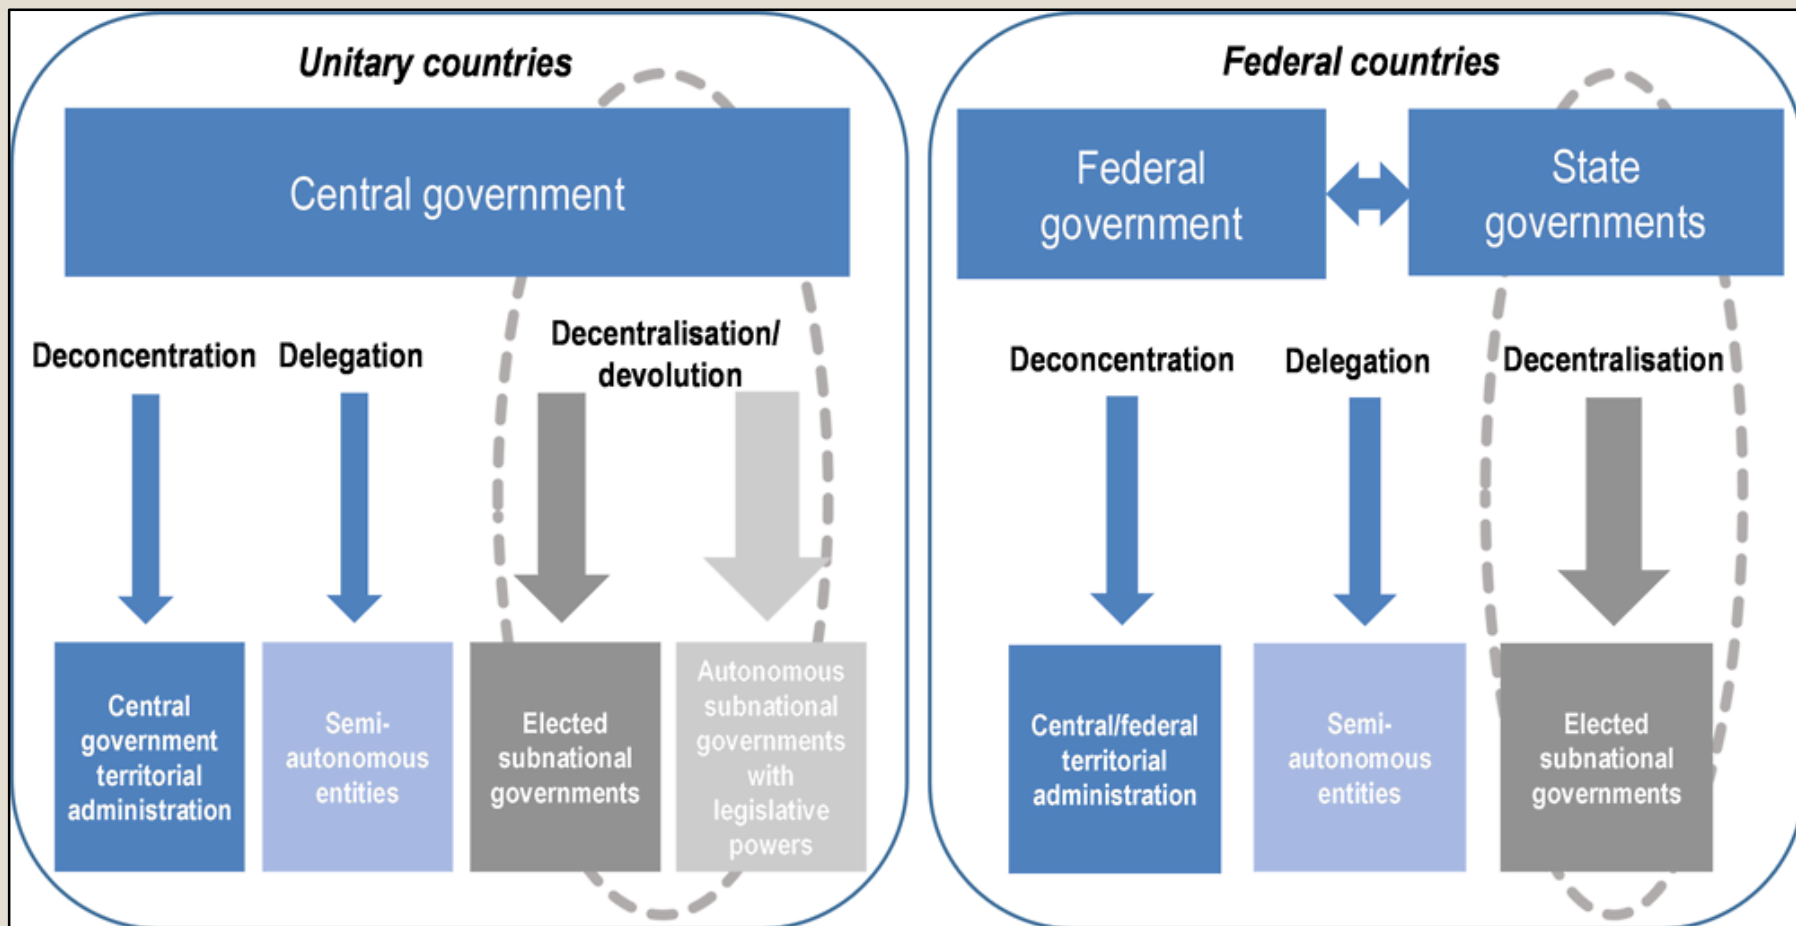 Unitary countries
Central government
Deconcentration
Delegation
Decentralisation/
devolution
Central
government
territorial
administration
Semi-
autonomous
entities
Elected
subnational
governments
Autonomous
subnational
governments
with
legislative
powers
Federal countries
Federal
government
State
governments
Deconcentration
Delegation
Decentralisation
Central/federal
territorial
administration
Semi-
autonomous
entities
Elected
subnational
governments